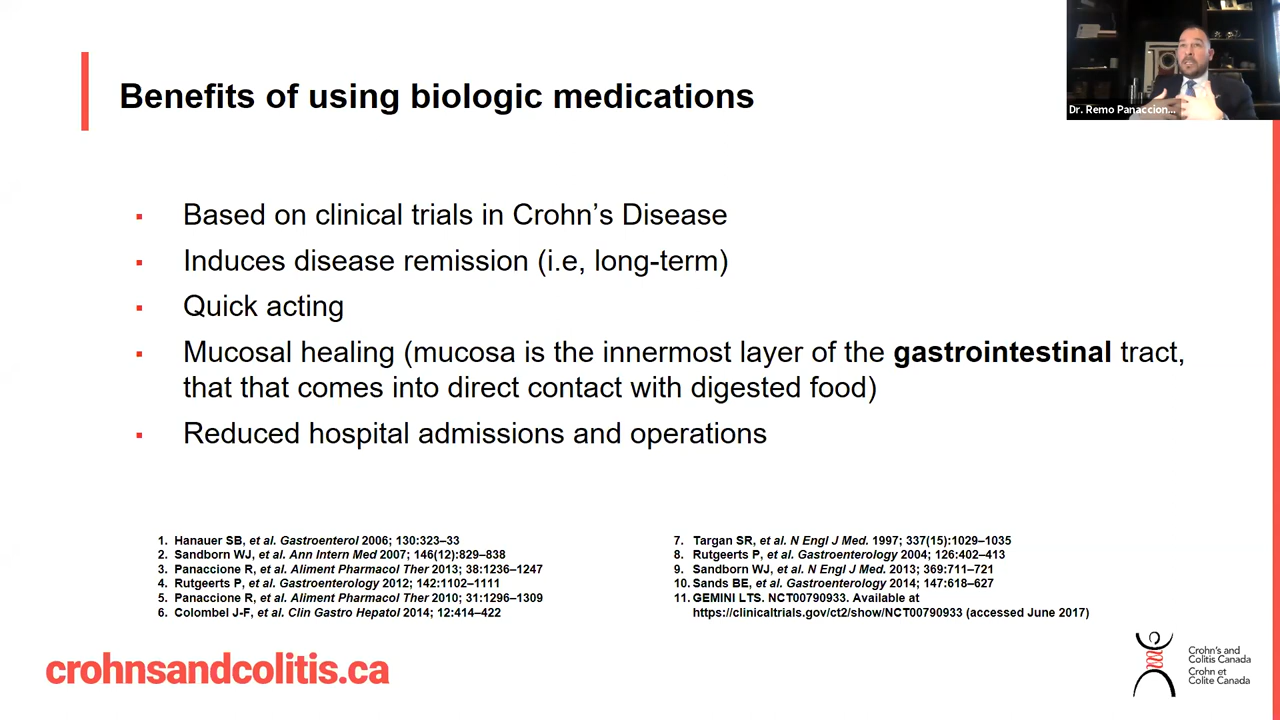 Benefits of using biologic medications
Dr. Remo Panaccion...
▪ Based on clinical trials in Crohn’s Disease
▪ Induces disease remission (i.e, long-term)
▪ Quick acting
▪ Mucosal healing (mucosa is the innermost layer of the gastrointestinal tract,
that that comes into direct contact with digested food)
▪ Reduced hospital admissions and operations
1. Hanauer SB, et al. Gastroenterol 2006; 130:323–33
2. Sandborn WJ, et al. Ann Intern Med 2007; 146(12):829–838
3. Panaccione R, et al. Aliment Pharmacol Ther 2013; 38:1236–1247
4. Rutgeerts P, et al. Gastroenterology 2012; 142:1102–1111
5. Panaccione R, et al. Aliment Pharmacol Ther 2010; 31:1296–1309
6. Colombel J-F, et al. Clin Gastro Hepatol 2014; 12:414–422
7. Targan SR, et al. N Engl J Med. 1997; 337(15):1029–1035
8. Rutgeerts P, et al. Gastroenterology 2004; 126:402–413
9. Sandborn WJ, et al. N Engl J Med. 2013; 369:711–721
10. Sands BE, et al. Gastroenterology 2014; 147:618–627
11. GEMINI LTS. NCT00790933. Available at
https://clinicaltrials.gov/ct2/show/NCT00790933 (accessed June 2017)
crohnsandcolitis.ca
Crohn's and
Colitis Canada
Crohn et
Colite Canada